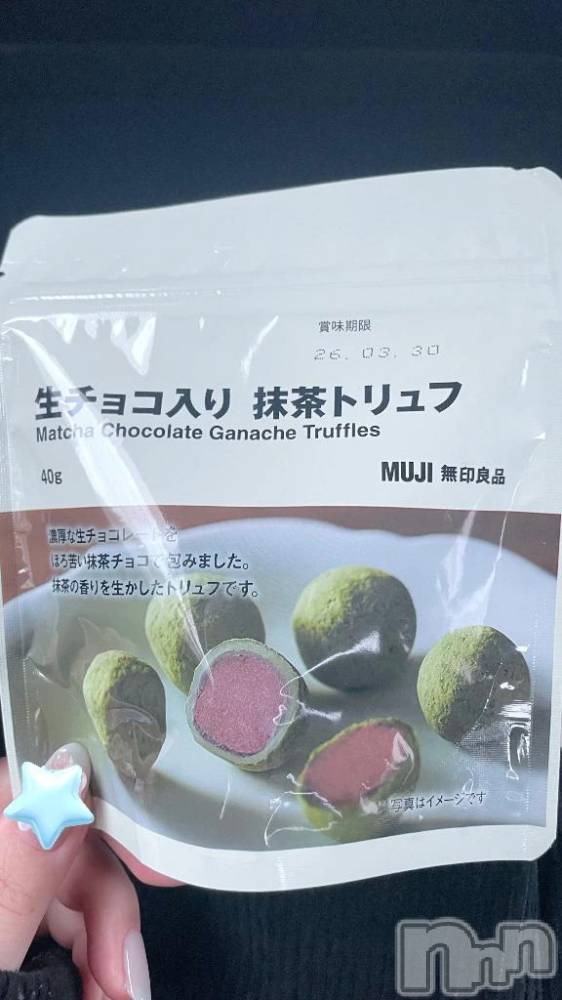 賞味期限
26.03.30
生チョコ入り 抹茶トリュフ
Matcha Chocolate Ganache Truffles
40g
MUJI 無印良品
濃厚な生チョコレートを
ほろ苦い抹茶チョコで包みました。
抹茶の香りを生かしたトリュフです。
写真はイメージです
nnn